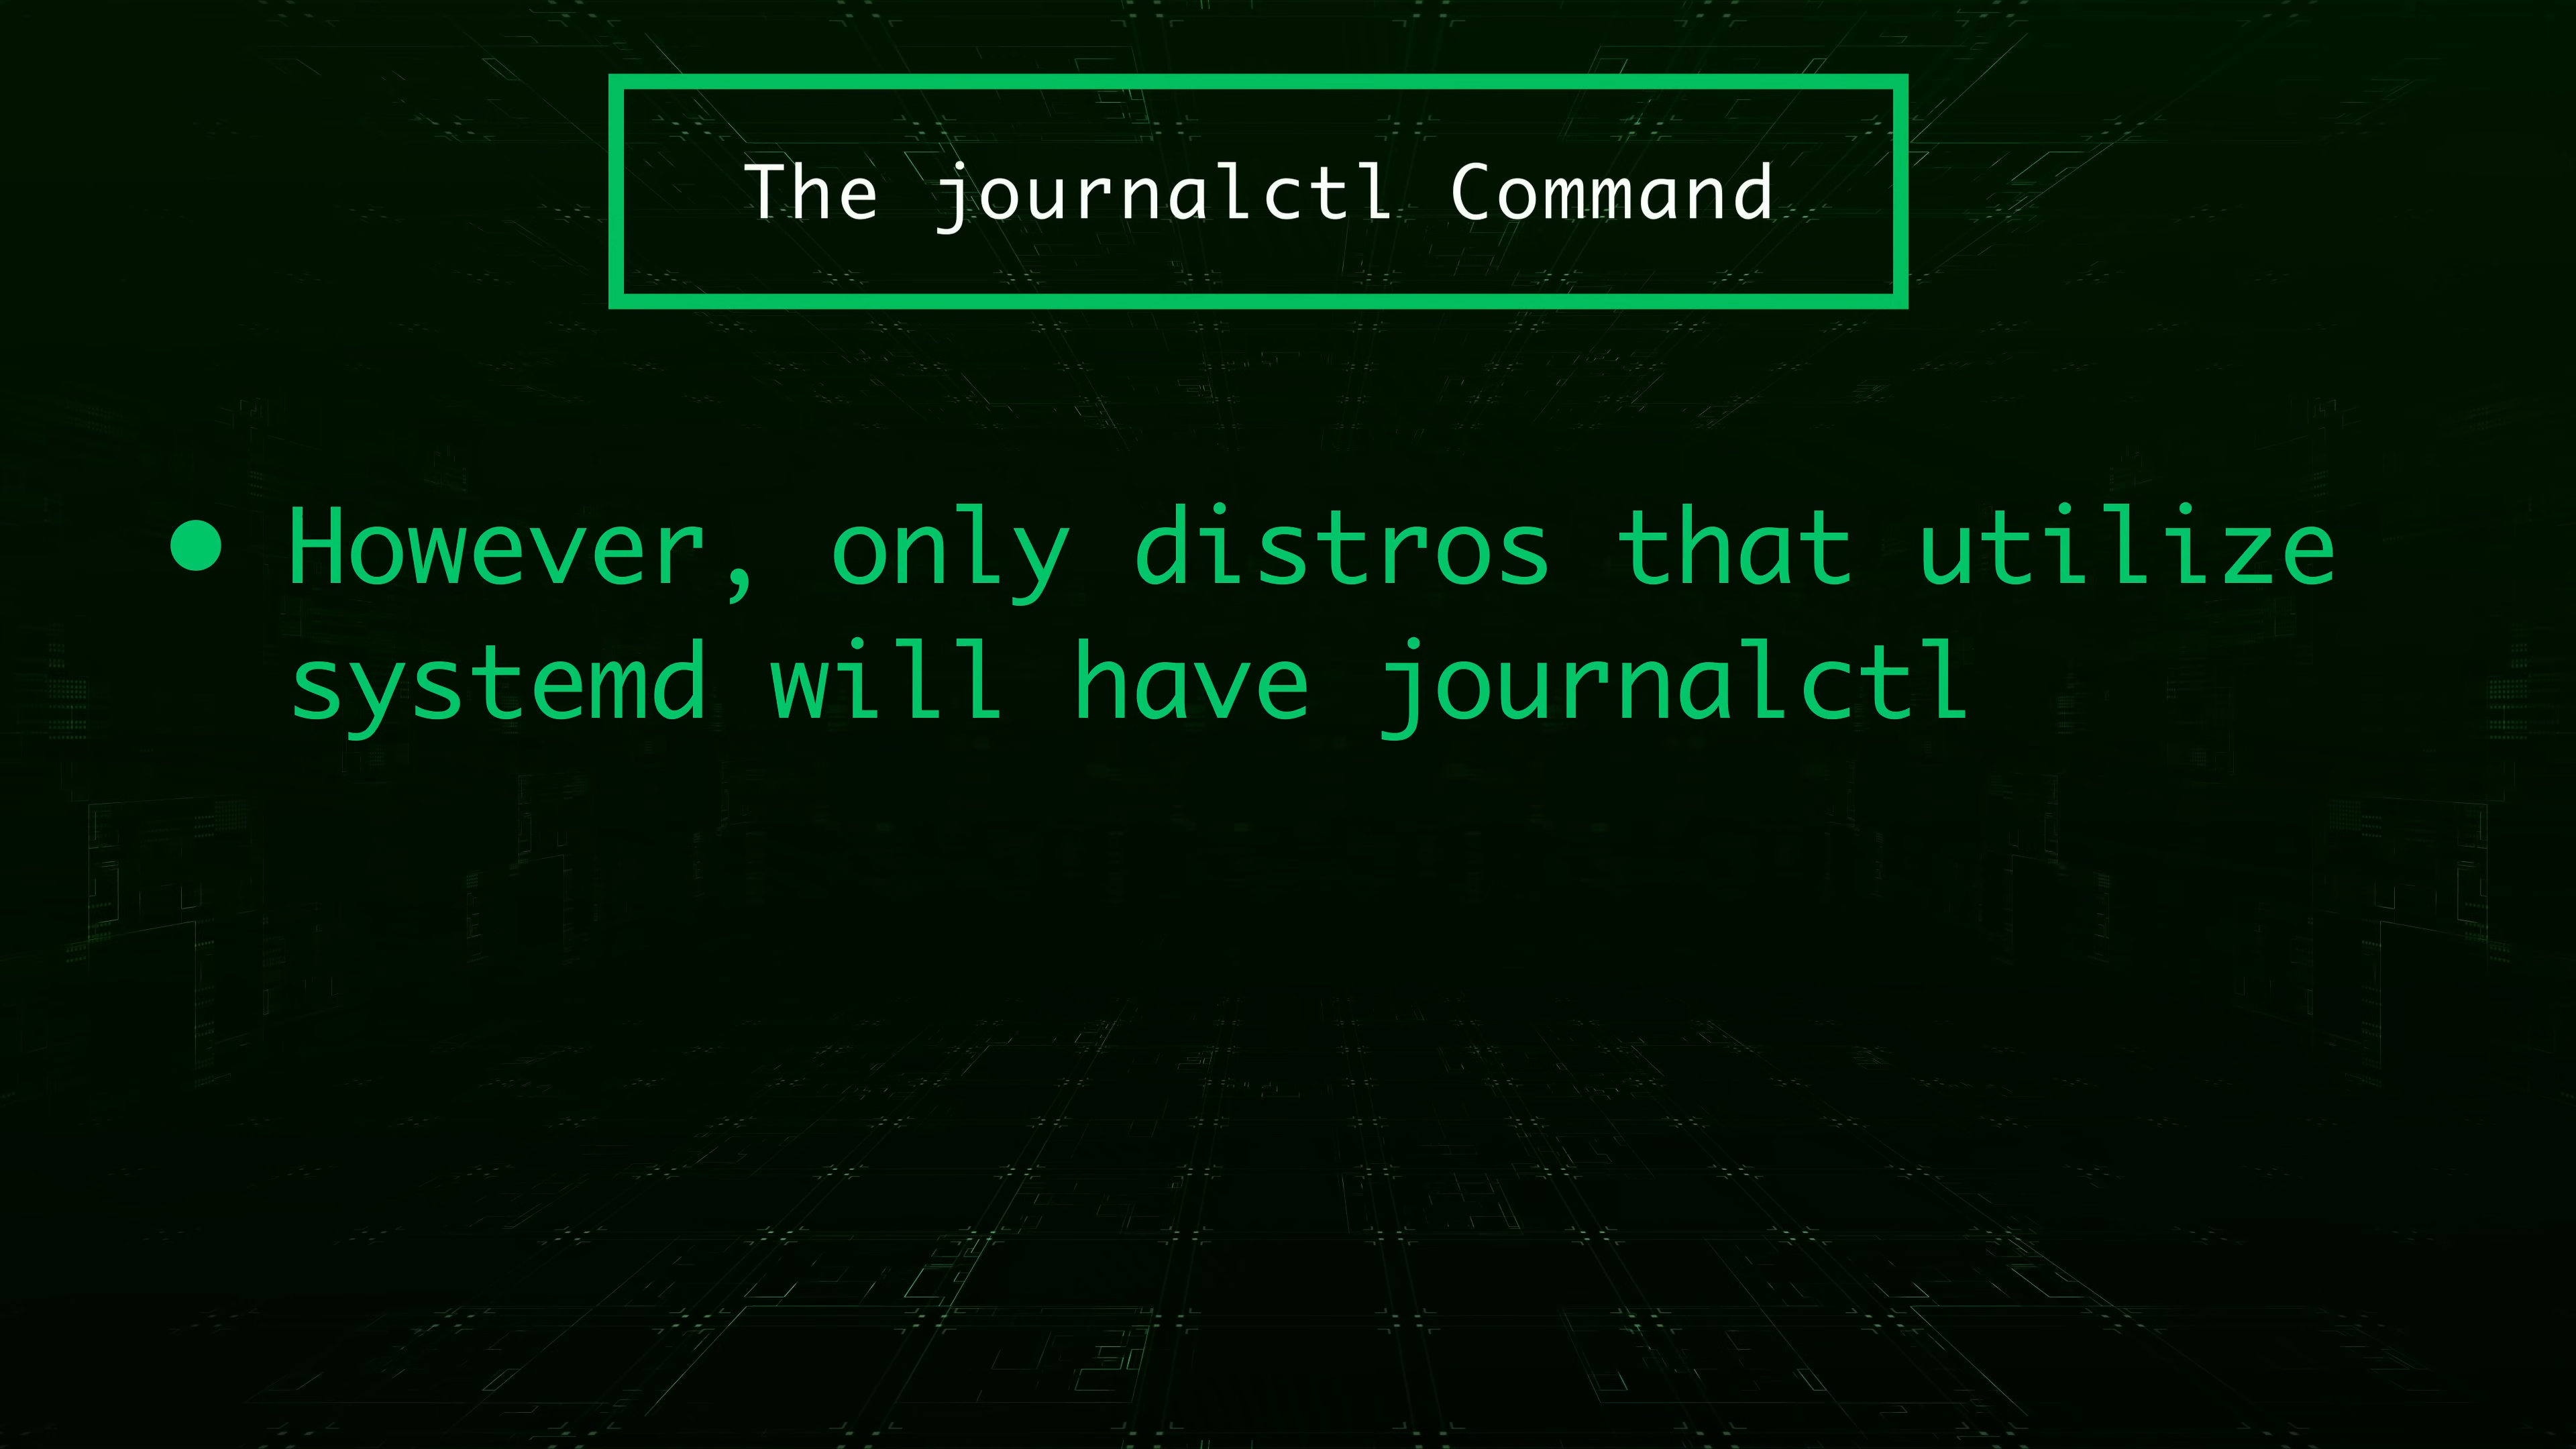 The journalctl Command
● However, only distros that utilize
systemd will have journalctl